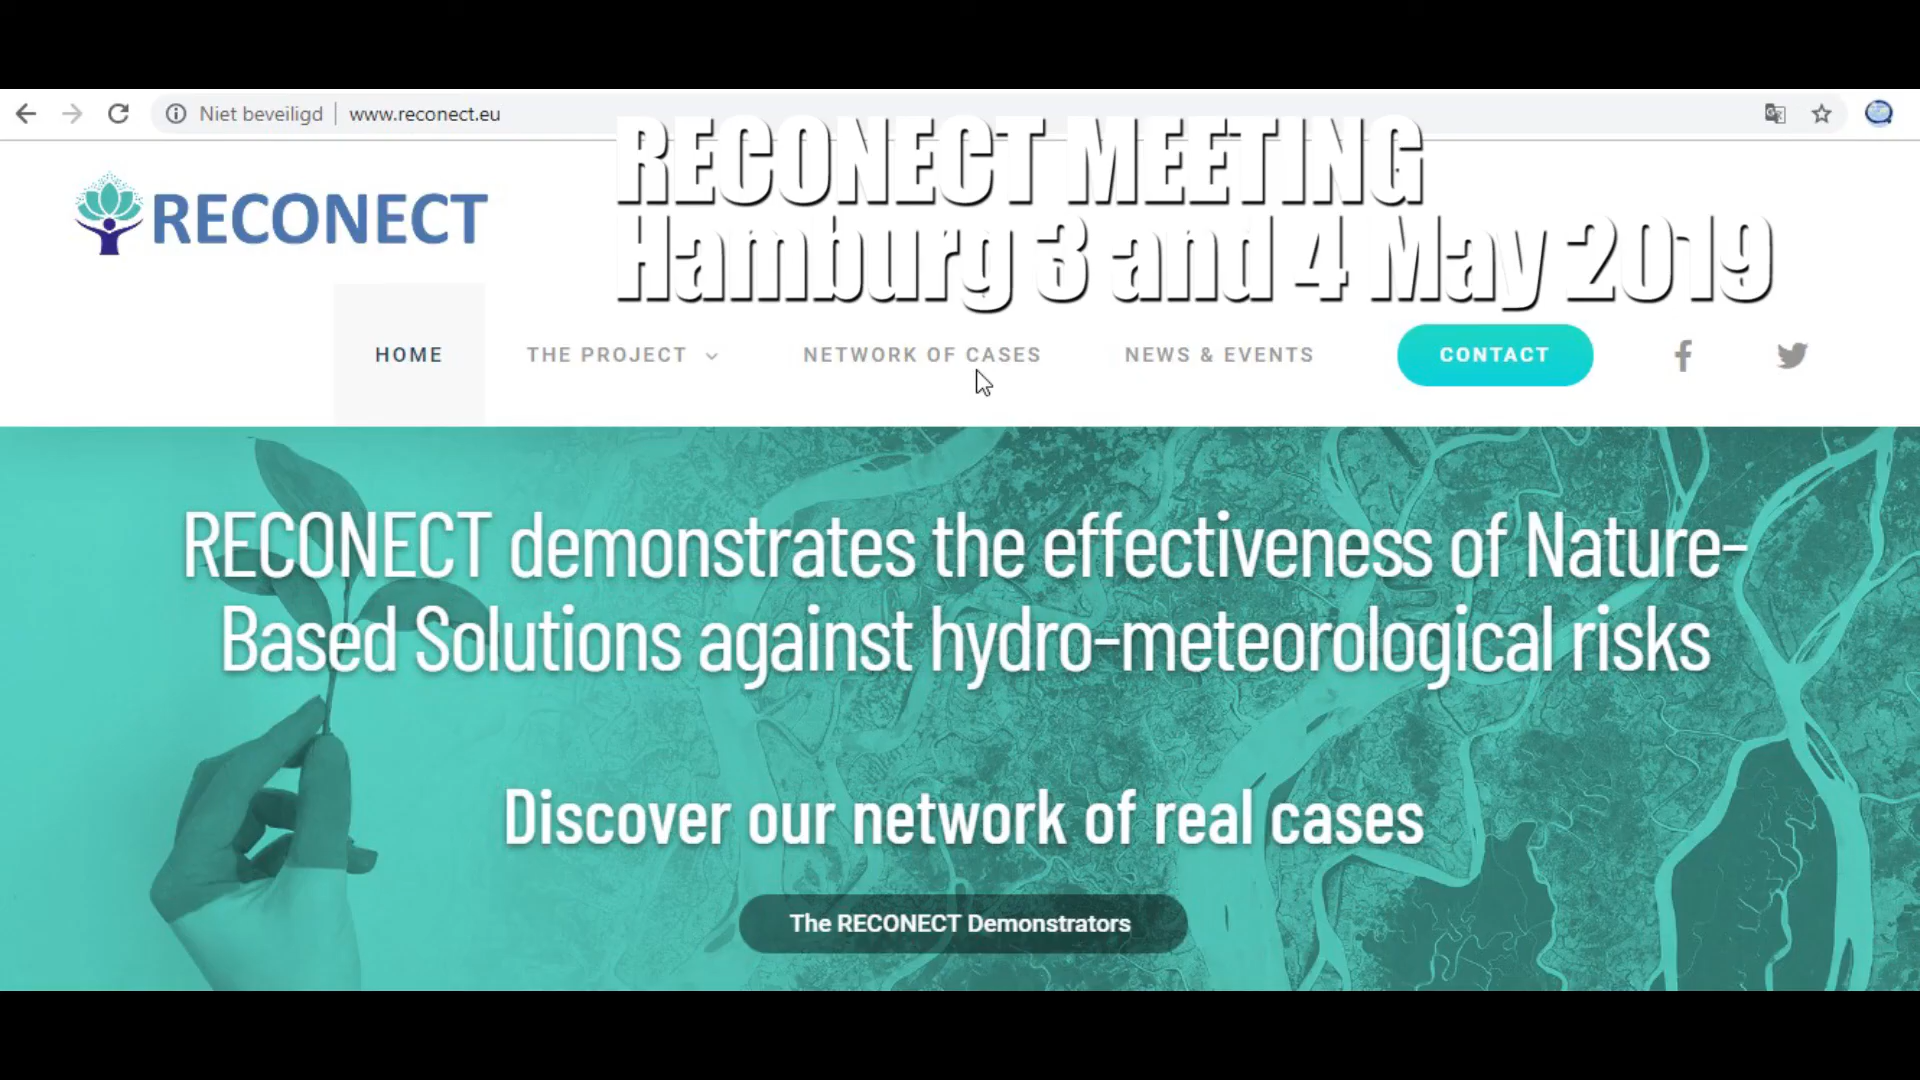 Niet beveiligd | www.reconect.eu
RECONECT MEETING
Hamburg 3 and 4 May 2019
RECONECT
HOME THE PROJECT NETWORK OF CASES NEWS & EVENTS CONTACT
RECONECT demonstrates the effectiveness of Nature-
Based Solutions against hydro-meteorological risks
Discover our network of real cases
The RECONECT Demonstrators